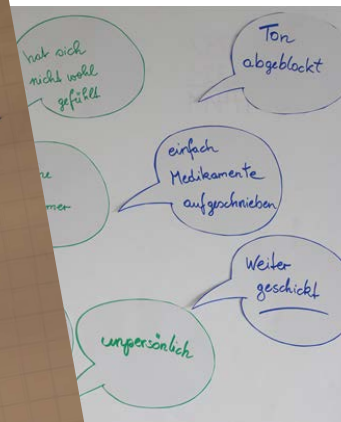 hat sich
nicht wohl
gefühlt
Ton
abgeblockt
einfach
Medikamente
aufgeschrieben
Weiter
geschickt
unpersönlich